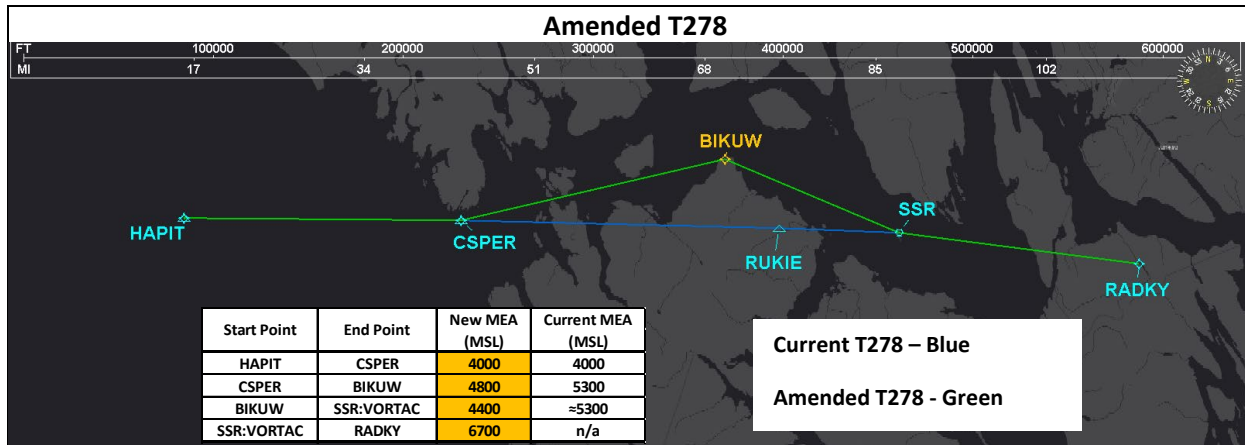 Amended T278
FT 100000 200000 300000 400000 500000 600000
MI 17 34 51 68 85 102
N
E
S
W
BIKUW
HAPIT
CSPER
RUKIE
SSR
RADKY
Start Point End Point New MEA (MSL) Current MEA (MSL)
HAPIT CSPER 4000 4000
CSPER BIKUW 4800 5300
BIKUW SSR:VORTAC 4400 ≈5300
SSR:VORTAC RADKY 6700 n/a
Current T278 – Blue
Amended T278 - Green